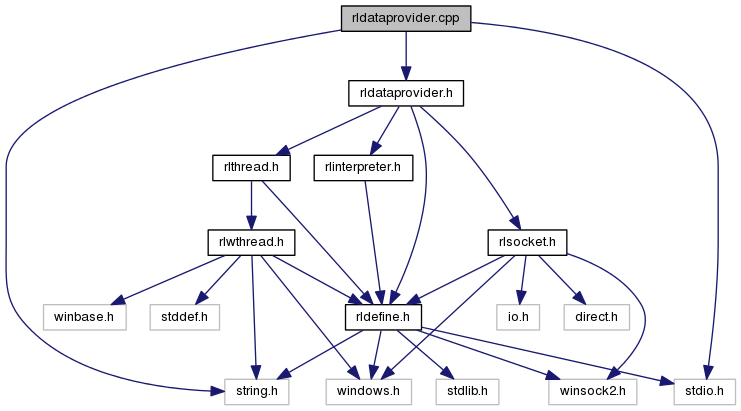 rldataprovider.cpp
rldataprovider.h
rlthread.h
rlinterpreter.h
rlwthread.h
rlsocket.h
winbase.h
stddef.h
rldefine.h
io.h
direct.h
string.h
windows.h
stdlib.h
winsock2.h
stdio.h